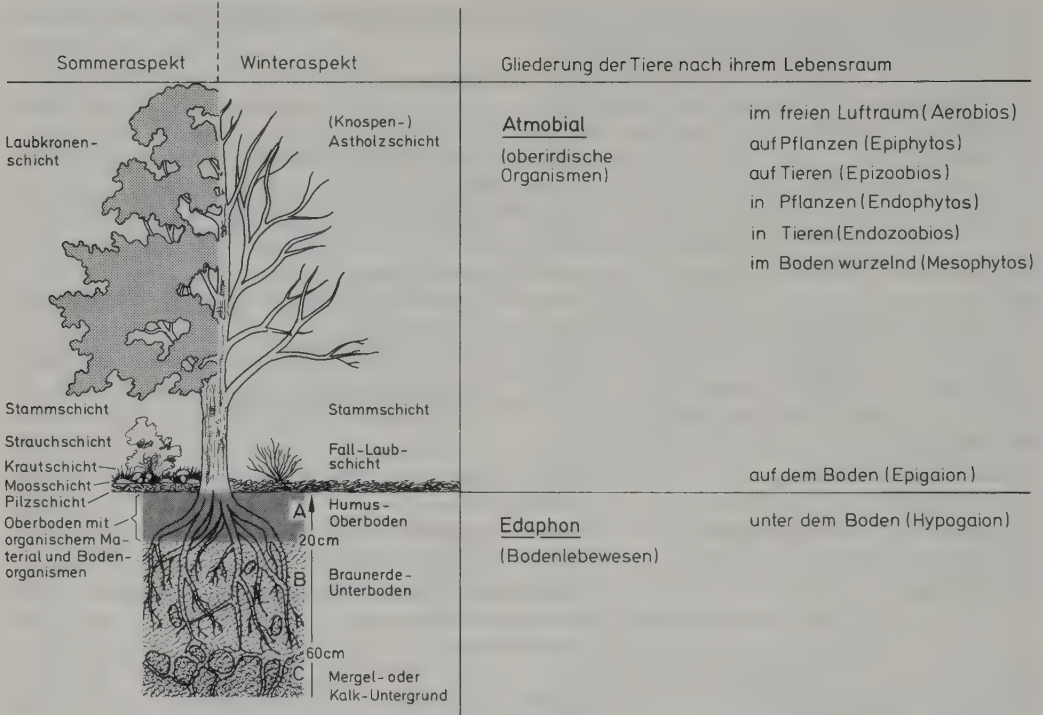 Sommeraspekt
Winteraspekt
Gliederung der Tiere nach ihrem Lebensraum
Laubkronen-
schicht
(Knospen-)
Astholzschicht
Stammschicht
Strauchschicht
Krautschicht
Moosschicht
Pilzschicht
Oberboden mit
organischem Ma-
terial und Boden-
organismen
Stammschicht
Fall-Laub-
schicht
A
Humus-
Oberboden
20cm
B
Braunerde-
Unterboden
60cm
C
Mergel- oder
Kalk-Untergrund
Atmobial
(oberirdische
Organismen)
im freien Luftraum (Aerobios)
auf Pflanzen (Epiphytos)
auf Tieren (Epizoobios)
in Pflanzen (Endophytos)
in Tieren (Endozoobios)
im Boden wurzelnd (Mesophytos)
auf dem Boden (Epigaion)
Edaphon
(Bodenlebewesen)
unter dem Boden (Hypogaion)